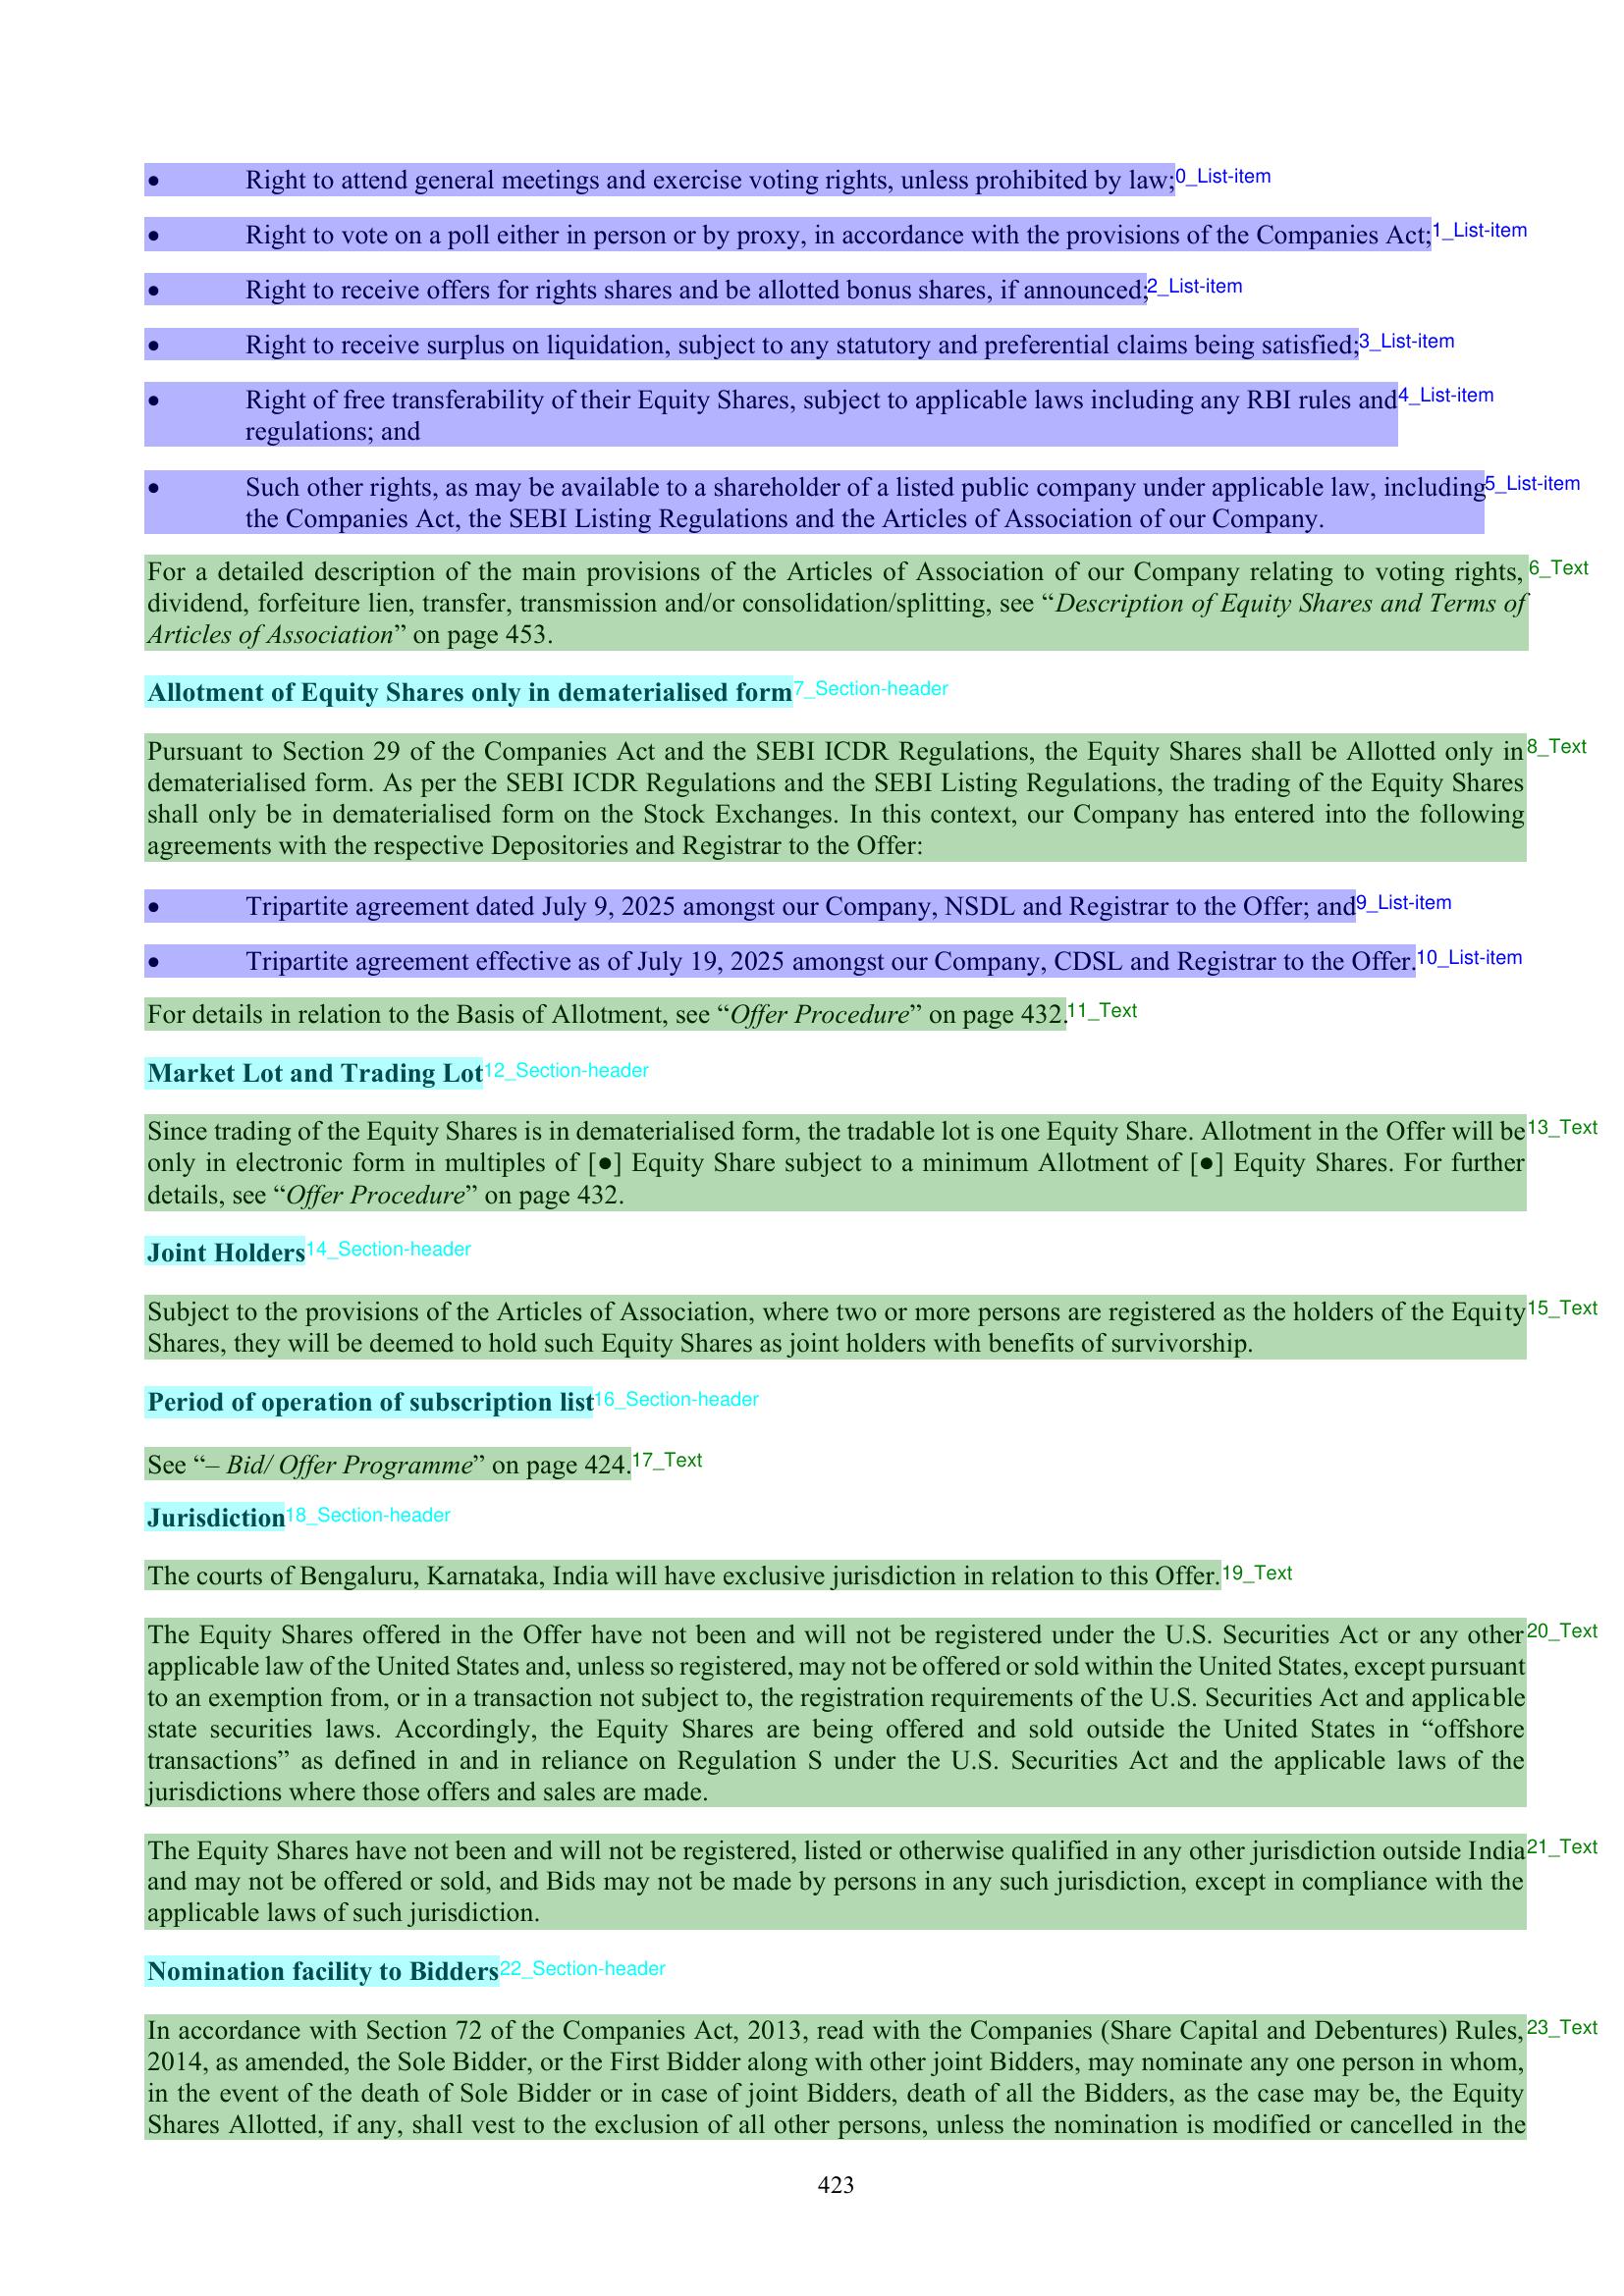 • Right to attend general meetings and exercise voting rights, unless prohibited by law;0_List-item
• Right to vote on a poll either in person or by proxy, in accordance with the provisions of the Companies Act;1_List-item
• Right to receive offers for rights shares and be allotted bonus shares, if announced;2_List-item
• Right to receive surplus on liquidation, subject to any statutory and preferential claims being satisfied;3_List-item
• Right of free transferability of their Equity Shares, subject to applicable laws including any RBI rules and4_List-item
regulations; and
• Such other rights, as may be available to a shareholder of a listed public company under applicable law, including5_List-item
the Companies Act, the SEBI Listing Regulations and the Articles of Association of our Company.
For a detailed description of the main provisions of the Articles of Association of our Company relating to voting rights, 6_Text
dividend, forfeiture lien, transfer, transmission and/or consolidation/splitting, see “Description of Equity Shares and Terms of
Articles of Association” on page 453.
Allotment of Equity Shares only in dematerialised form7_Section-header
Pursuant to Section 29 of the Companies Act and the SEBI ICDR Regulations, the Equity Shares shall be Allotted only in8_Text
dematerialised form. As per the SEBI ICDR Regulations and the SEBI Listing Regulations, the trading of the Equity Shares
shall only be in dematerialised form on the Stock Exchanges. In this context, our Company has entered into the following
agreements with the respective Depositories and Registrar to the Offer:
• Tripartite agreement dated July 9, 2025 amongst our Company, NSDL and Registrar to the Offer; and9_List-item
• Tripartite agreement effective as of July 19, 2025 amongst our Company, CDSL and Registrar to the Offer.10_List-item
For details in relation to the Basis of Allotment, see “Offer Procedure” on page 432.11_Text
Market Lot and Trading Lot12_Section-header
Since trading of the Equity Shares is in dematerialised form, the tradable lot is one Equity Share. Allotment in the Offer will be13_Text
only in electronic form in multiples of [●] Equity Share subject to a minimum Allotment of [●] Equity Shares. For further
details, see “Offer Procedure” on page 432.
Joint Holders14_Section-header
Subject to the provisions of the Articles of Association, where two or more persons are registered as the holders of the Equity15_Text
Shares, they will be deemed to hold such Equity Shares as joint holders with benefits of survivorship.
Period of operation of subscription list16_Section-header
See “– Bid/ Offer Programme” on page 424.17_Text
Jurisdiction18_Section-header
The courts of Bengaluru, Karnataka, India will have exclusive jurisdiction in relation to this Offer.19_Text
The Equity Shares offered in the Offer have not been and will not be registered under the U.S. Securities Act or any other20_Text
applicable law of the United States and, unless so registered, may not be offered or sold within the United States, except pursuant
to an exemption from, or in a transaction not subject to, the registration requirements of the U.S. Securities Act and applicable
state securities laws. Accordingly, the Equity Shares are being offered and sold outside the United States in “offshore
transactions” as defined in and in reliance on Regulation S under the U.S. Securities Act and the applicable laws of the
jurisdictions where those offers and sales are made.
The Equity Shares have not been and will not be registered, listed or otherwise qualified in any other jurisdiction outside India21_Text
and may not be offered or sold, and Bids may not be made by persons in any such jurisdiction, except in compliance with the
applicable laws of such jurisdiction.
Nomination facility to Bidders22_Section-header
In accordance with Section 72 of the Companies Act, 2013, read with the Companies (Share Capital and Debentures) Rules,23_Text
2014, as amended, the Sole Bidder, or the First Bidder along with other joint Bidders, may nominate any one person in whom,
in the event of the death of Sole Bidder or in case of joint Bidders, death of all the Bidders, as the case may be, the Equity
Shares Allotted, if any, shall vest to the exclusion of all other persons, unless the nomination is modified or cancelled in the
423